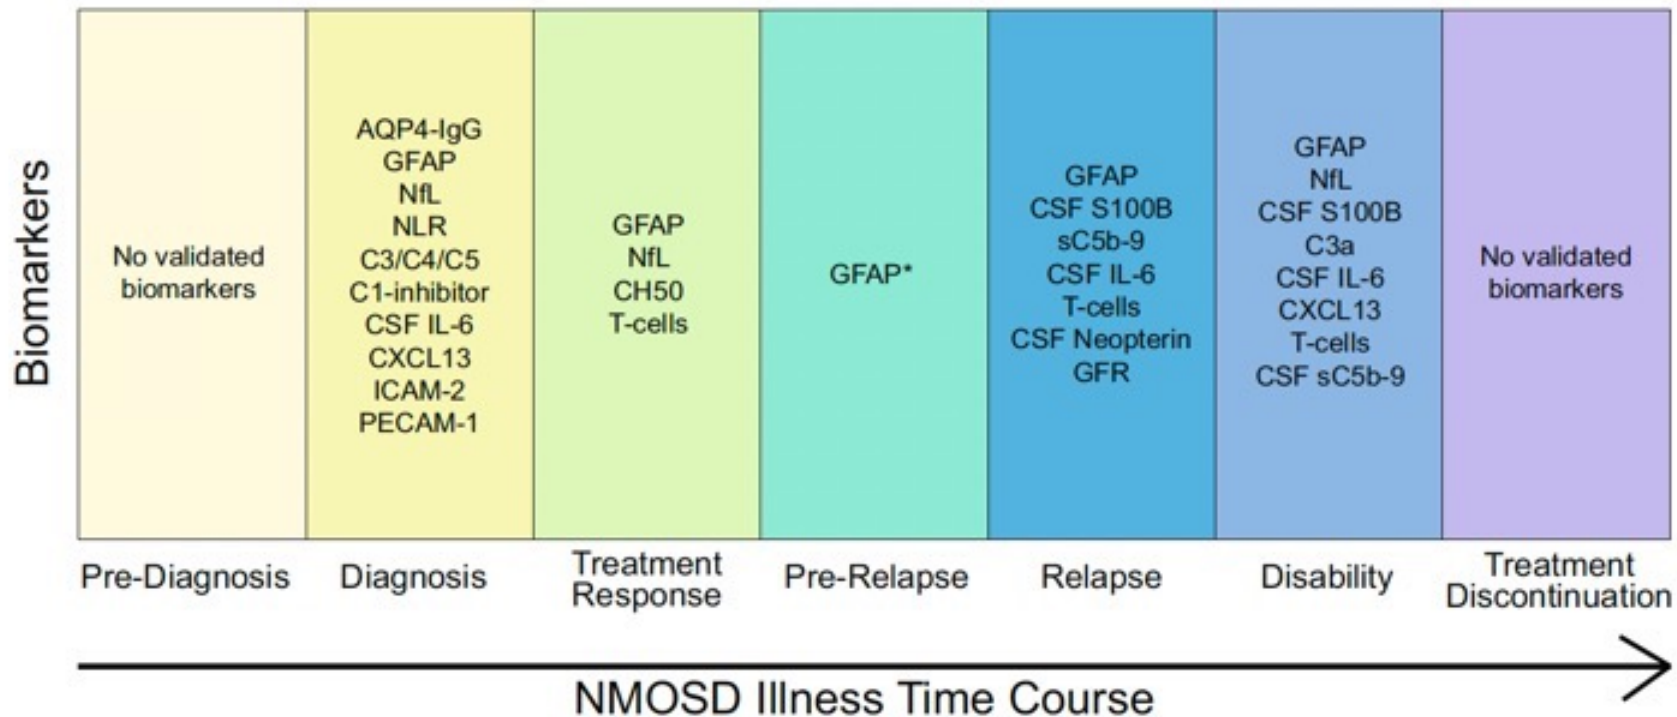 Biomarkers
No validated
biomarkers
AQP4-IgG
GFAP
NfL
NLR
C3/C4/C5
C1-inhibitor
CSF IL-6
CXCL13
ICAM-2
PECAM-1
GFAP
NfL
CH50
T-cells
GFAP*
GFAP
CSF S100B
sC5b-9
CSF IL-6
T-cells
CSF Neopterin
GFR
GFAP
NfL
CSF S100B
C3a
CSF IL-6
CXCL13
T-cells
CSF sC5b-9
No validated
biomarkers
Pre-Diagnosis
Diagnosis
Treatment
Response
Pre-Relapse
Relapse
Disability
Treatment
Discontinuation
NMOSD Illness Time Course